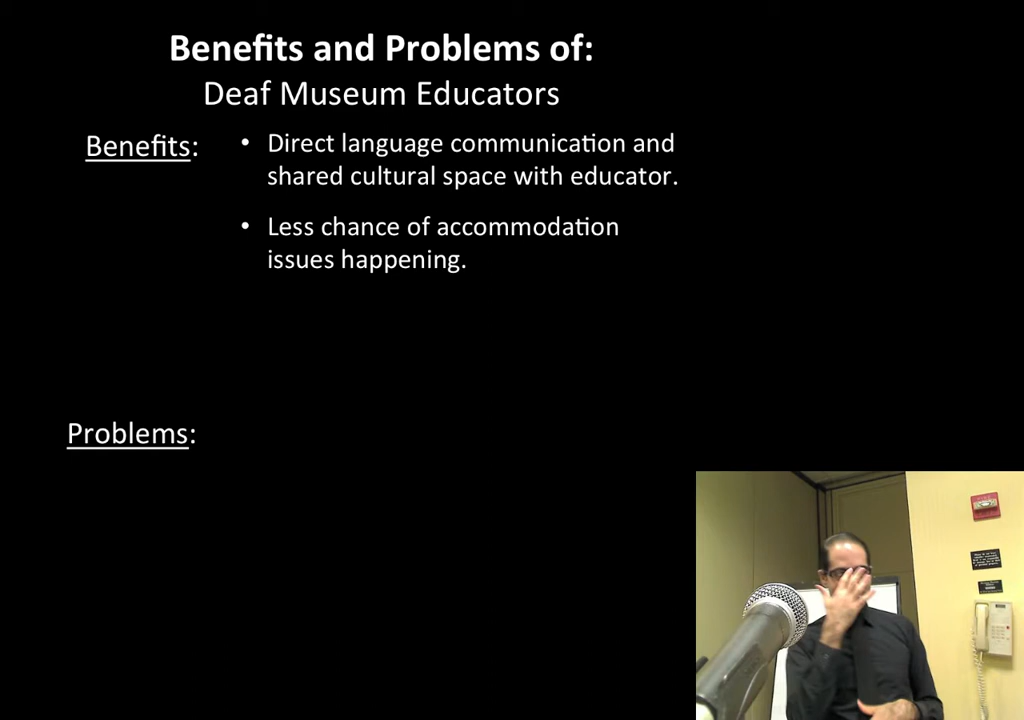 Benefits and Problems of:
Deaf Museum Educators
Benefits:
• Direct language communication and
shared cultural space with educator.
• Less chance of accommodation
issues happening.
Problems: